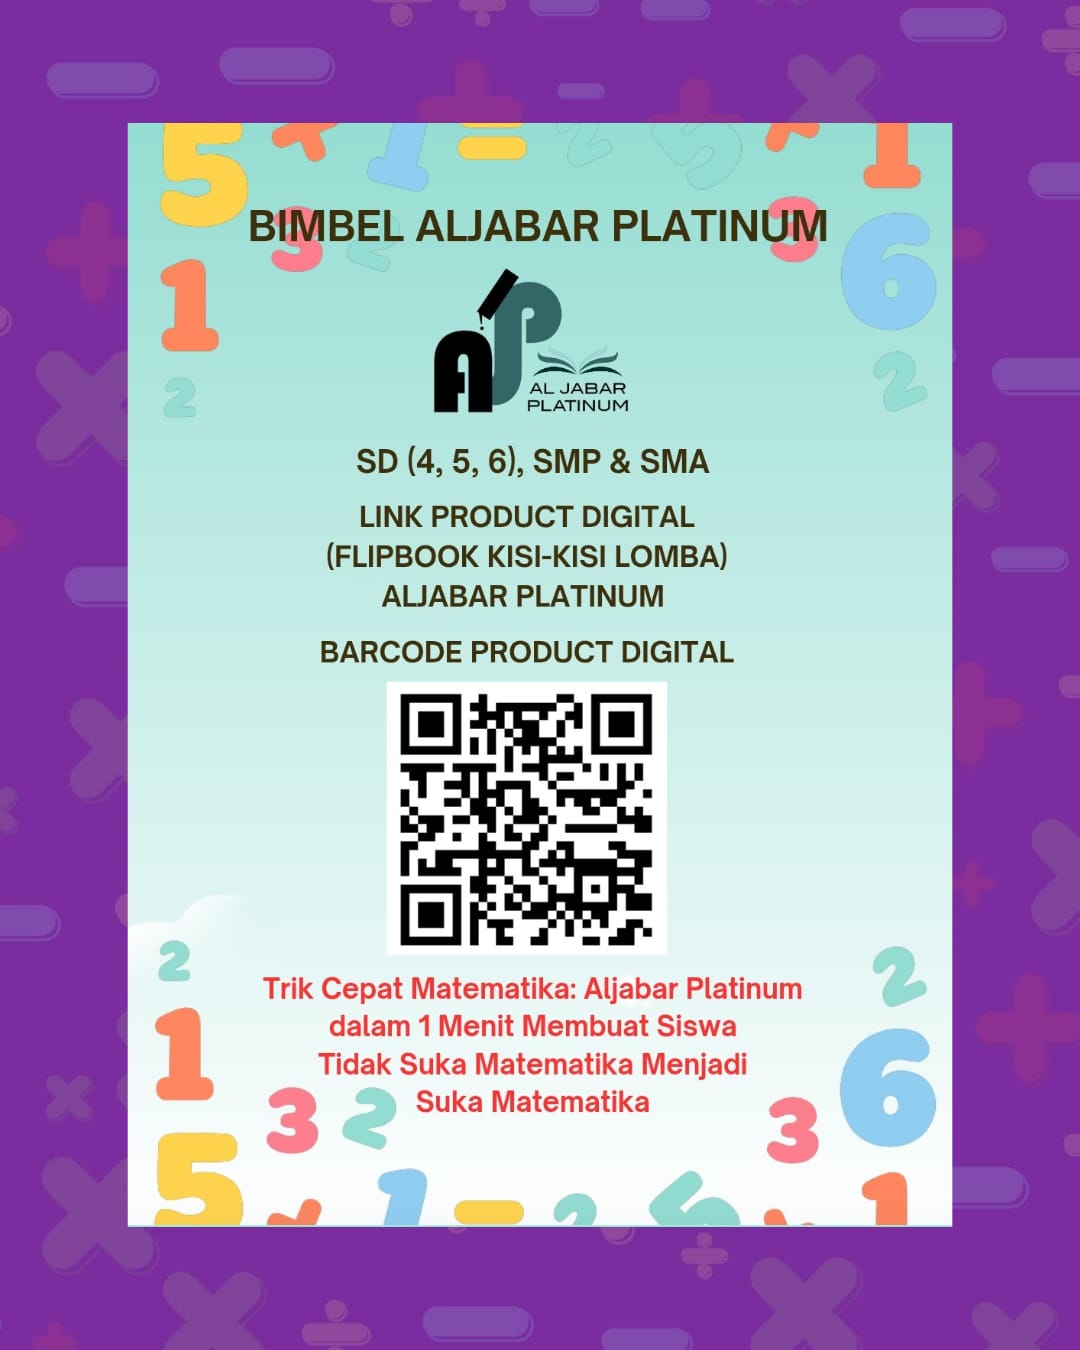 BIMBEL ALJABAR PLATINUM
AL JABAR
PLATINUM
SD (4, 5, 6), SMP & SMA
LINK PRODUCT DIGITAL
(FLIPBOOK KISI-KISI LOMBA)
ALJABAR PLATINUM
BARCODE PRODUCT DIGITAL
Trik Cepat Matematika: Aljabar Platinum
dalam 1 Menit Membuat Siswa
Tidak Suka Matematika Menjadi
Suka Matematika